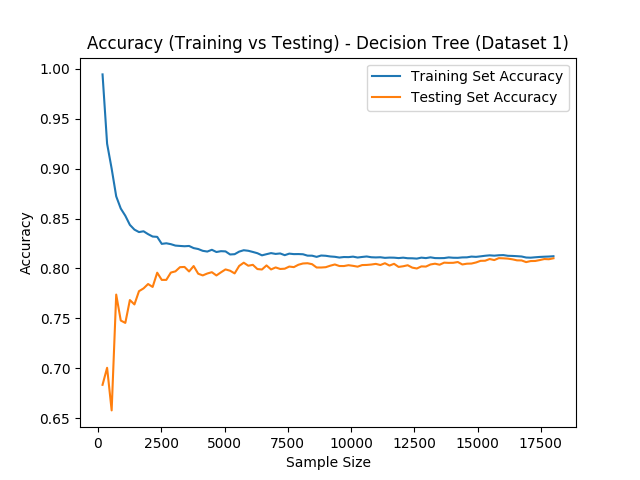 Accuracy (Training vs Testing) - Decision Tree (Dataset 1)
Training Set Accuracy
Testing Set Accuracy
1.00
0.95
0.90
0.85
0.80
0.75
0.70
0.65
Accuracy
0 2500 5000 7500 10000 12500 15000 17500
Sample Size